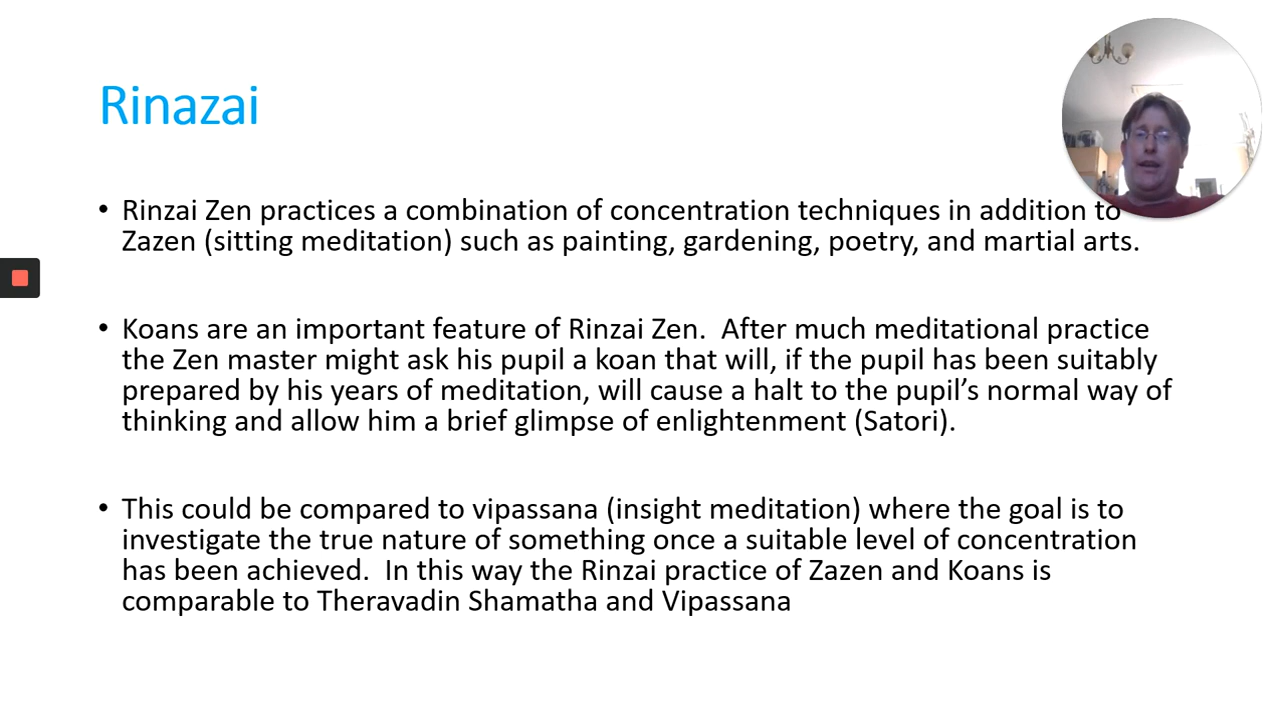 Rinazai
• Rinzai Zen practices a combination of concentration techniques in addition to
Zazen (sitting meditation) such as painting, gardening, poetry, and martial arts.
• Koans are an important feature of Rinzai Zen.  After much meditational practice
the Zen master might ask his pupil a koan that will, if the pupil has been suitably
prepared by his years of meditation, will cause a halt to the pupil’s normal way of
thinking and allow him a brief glimpse of enlightenment (Satori).
• This could be compared to vipassana (insight meditation) where the goal is to
investigate the true nature of something once a suitable level of concentration
has been achieved.  In this way the Rinzai practice of Zazen and Koans is
comparable to Theravadin Shamatha and Vipassana